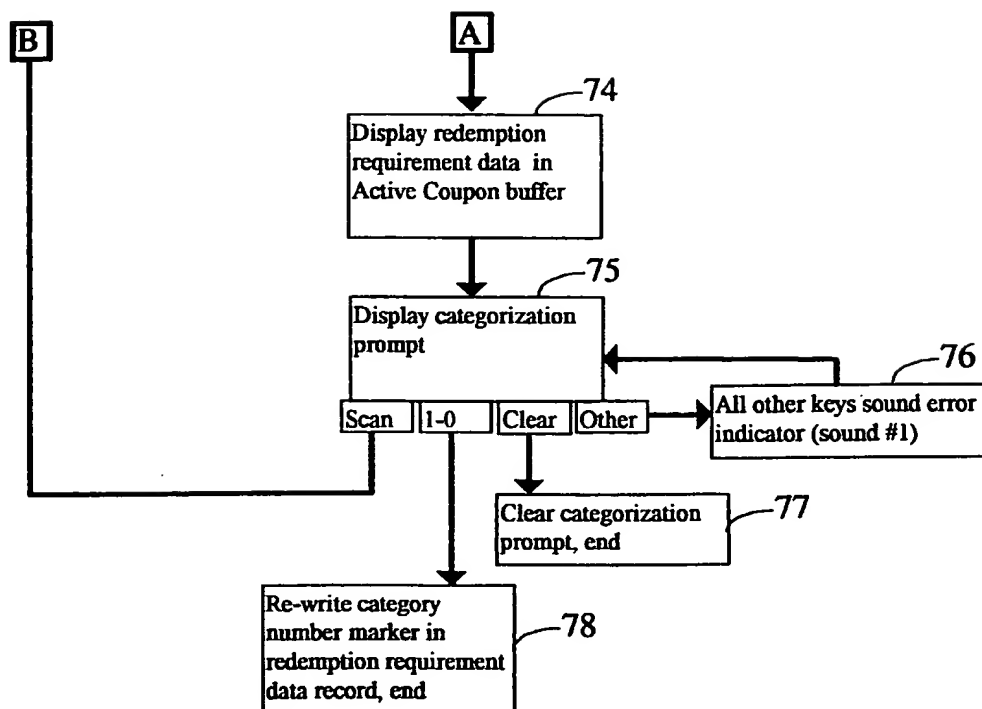 B
A
74
Display redemption
requirement data in
Active Coupon buffer
75
Display categorization
prompt
Scan
1-0
Clear
Other
76
All other keys sound error
indicator (sound #1)
Clear categorization
prompt, end
77
Re-write category
number marker in
redemption requirement
data record, end
78